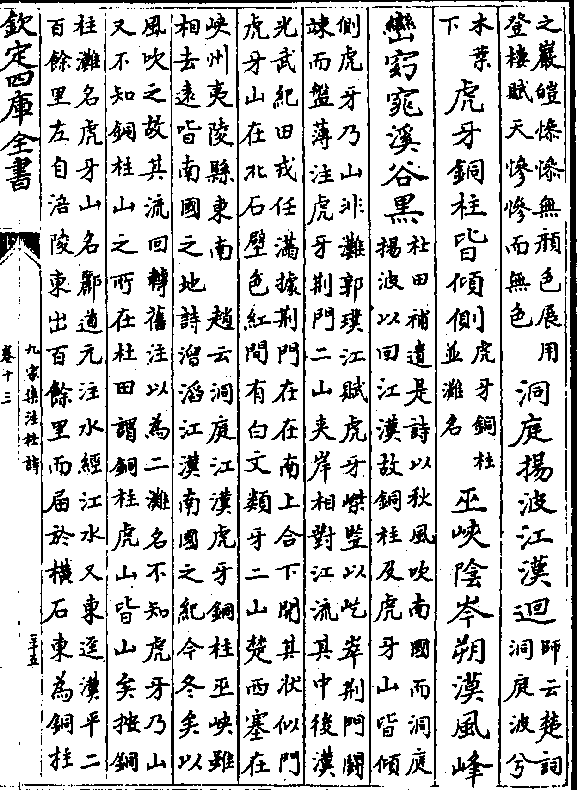 之巖皚慘慘無顏色展用
登樓賦天慘慘而無色
洞庭揚波江漢迴
師云楚詞
洞庭波兮
木葉
下
虎牙銅柱皆傾側
虎牙銅柱
並灘名
巫峽陰岑朔漠風峰
巒窈窕溪谷黑
杜田補遺是詩以秋風吹南國而洞庭
揚波以回江漢故銅柱及虎牙山皆傾
側虎牙乃山非灘郭璞江賦虎牙嵥豎以屹崒荆門闕
竦而盤薄注虎牙荆門二山夾岸相對江流其中後漢
光武紀田戎任滿據荆門在在南上合下開其狀似門
虎牙山在北石壁色紅間有白文類牙二山楚西塞在
峽州夷陵縣東南 趙云洞庭江漢虎牙銅柱巫峽雖
相去遠皆南國之地詩滔滔江漢南國之紀今冬矣以
風吹之故其流回轉舊注以為二灘名不知虎牙乃山
又不知銅柱山之所在杜田謂銅柱虎山皆山矣按銅
柱灘名虎牙山名酈道元注水經江水又東逕漢平二
百餘里左自涪陵東出百餘里而届於横石東為銅柱
欽定四庫全書
九家集注杜詩
卷十三
三十五